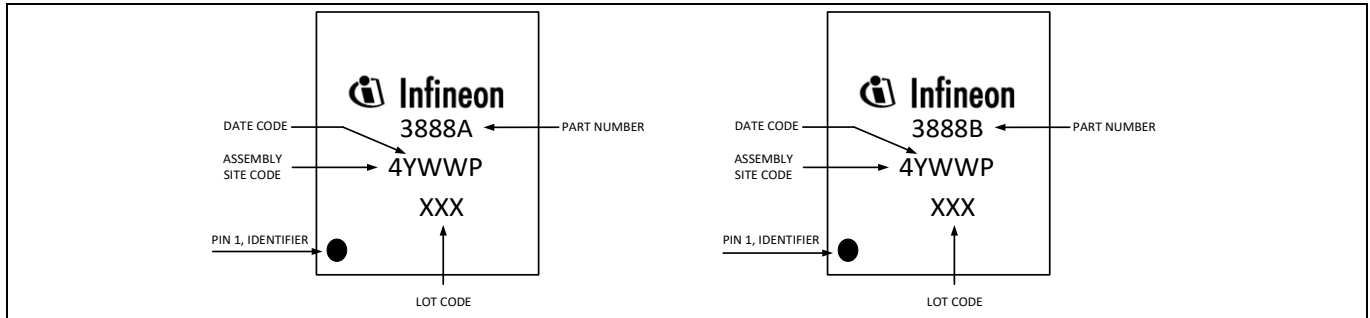 Infineon
3888A
DATE CODE
PART NUMBER
ASSEMBLY
SITE CODE
4YWWP
XXX
PIN 1, IDENTIFIER
LOT CODE
Infineon
3888B
DATE CODE
PART NUMBER
ASSEMBLY
SITE CODE
4YWWP
XXX
PIN 1, IDENTIFIER
LOT CODE